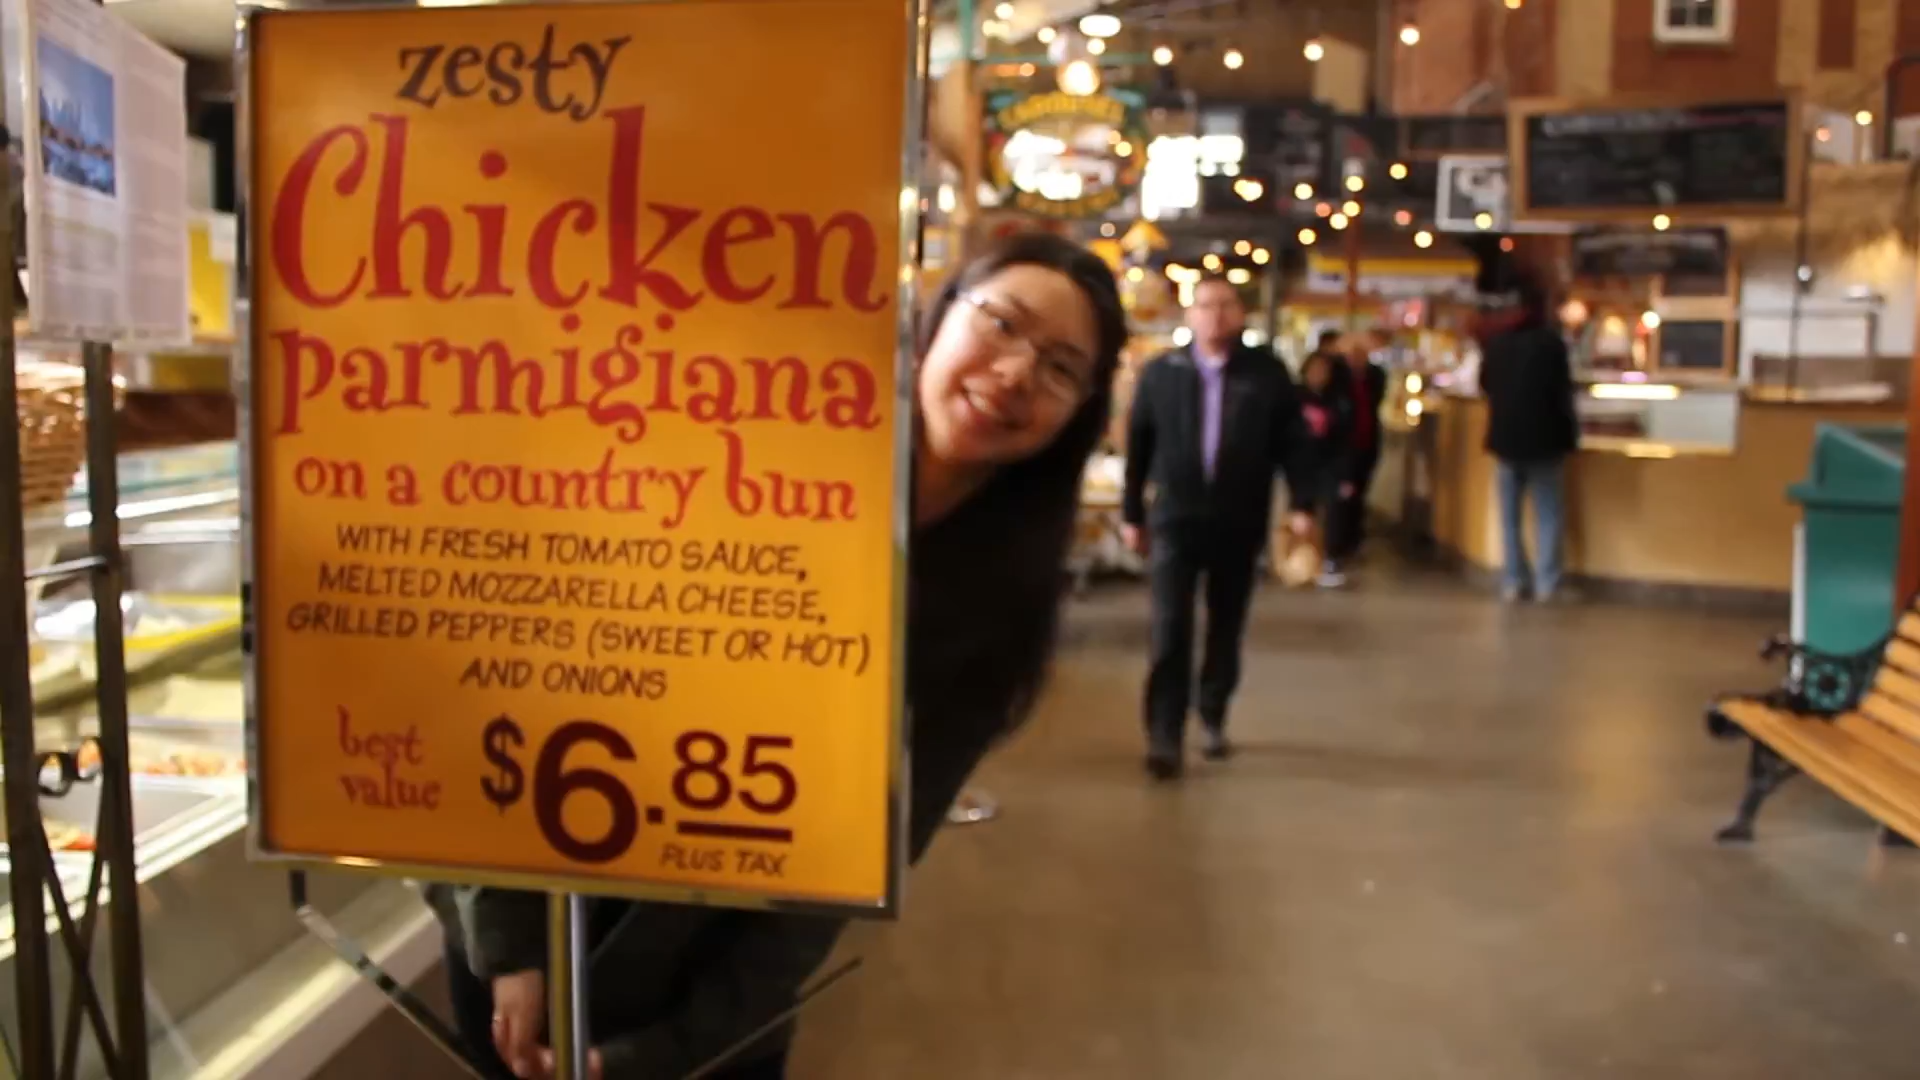 zesty
Chicken
parmigiana
on a country bun
WITH FRESH TOMATO SAUCE,
MELTED MOZZARELLA CHEESE,
GRILLED PEPPERS (SWEET OR HOT)
AND ONIONS
best
value
$6.85
PLUS TAX